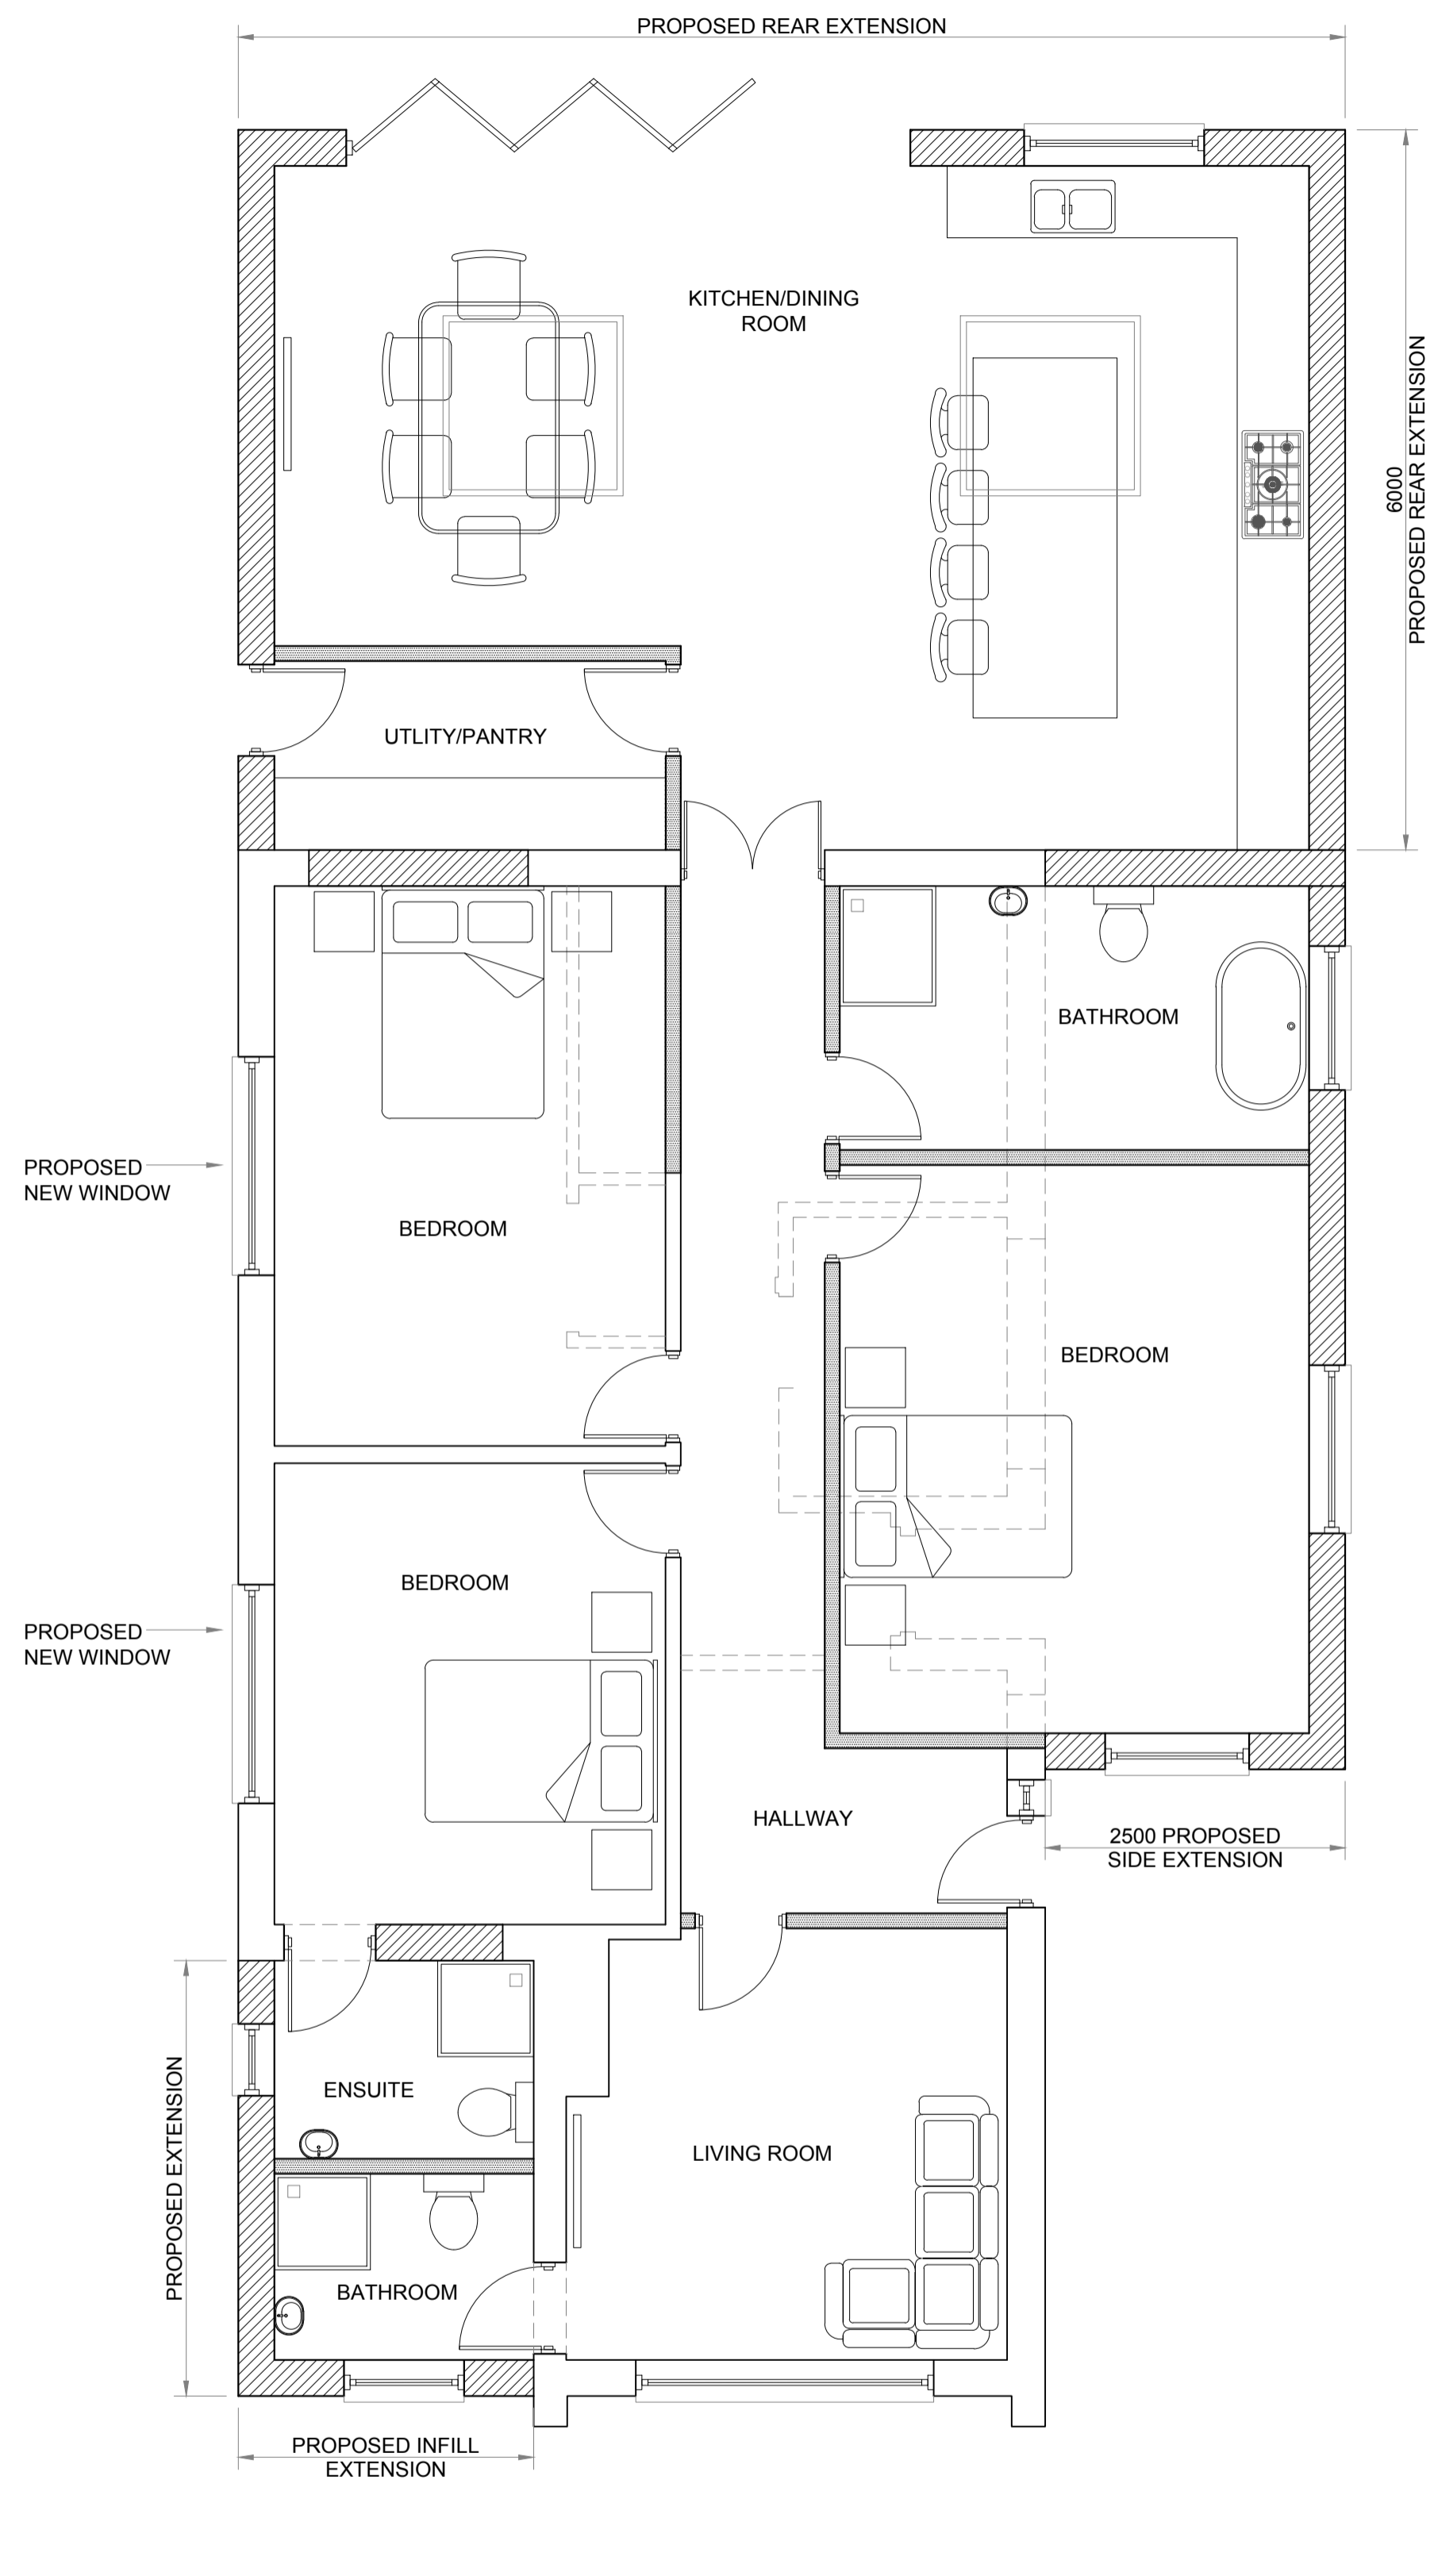 PROPOSED REAR EXTENSION
KITCHEN/DINING
ROOM
6000
PROPOSED REAR EXTENSION
UTLITY/PANTRY
BATHROOM
PROPOSED
NEW WINDOW
BEDROOM
BEDROOM
BEDROOM
PROPOSED
NEW WINDOW
HALLWAY
2500 PROPOSED
SIDE EXTENSION
PROPOSED EXTENSION
ENSUITE
LIVING ROOM
BATHROOM
PROPOSED INFILL
EXTENSION